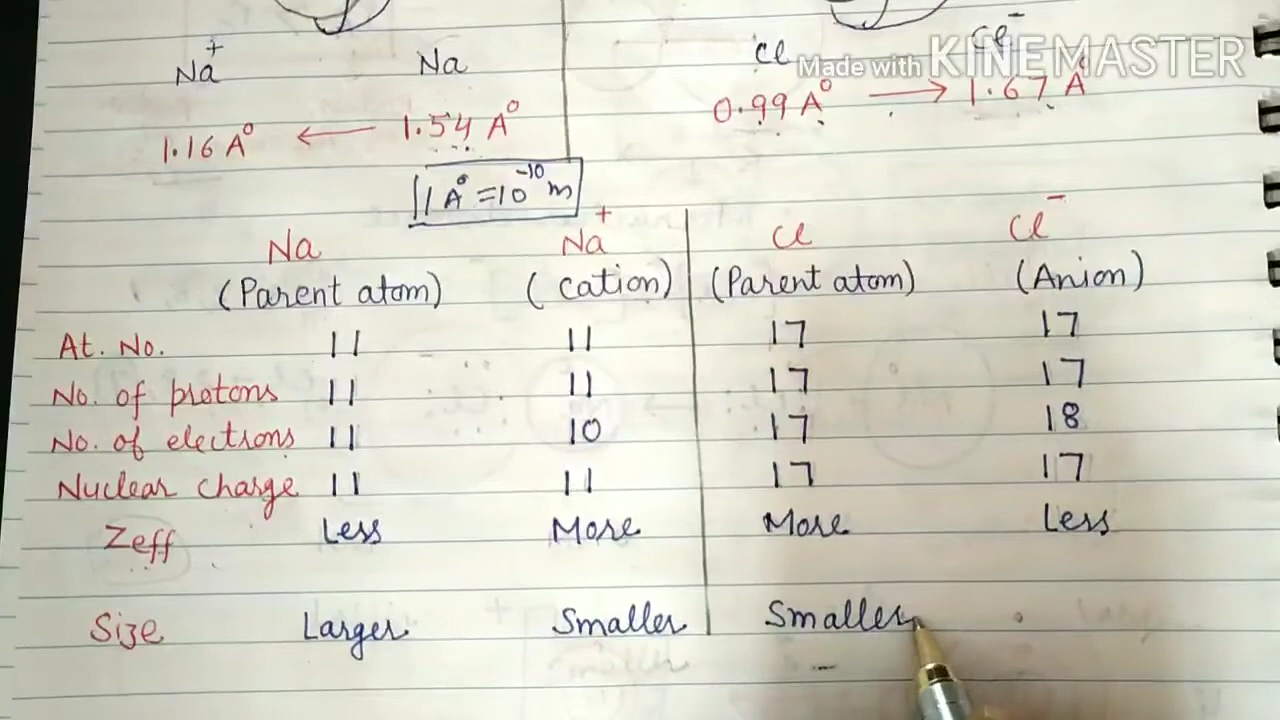 Na⁺ Na Cl Cl⁻
Made with KINEMASTER
1.16 A° ← 1.54 A° 0.99 A° → 1.67 A°
1 A° = 10⁻¹⁰ m
Na Na⁺ Cl Cl⁻
(Parent atom) (cation) (Parent atom) (Anion)
At. No. 11 11 17 17
No. of protons 11 11 17 17
No. of electrons 11 10 17 18
Nuclear charge 11 11 17 17
Zeff Less More More Less
Size Larger Smaller Smaller